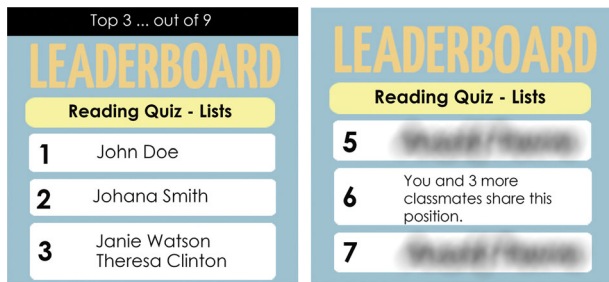 Top 3 ... out of 9
LEADERBOARD
Reading Quiz - Lists
1 John Doe
2 Johana Smith
3 Janie Watson
Theresa Clinton
LEADERBOARD
Reading Quiz - Lists
5
6 You and 3 more
classmates share this
position.
7